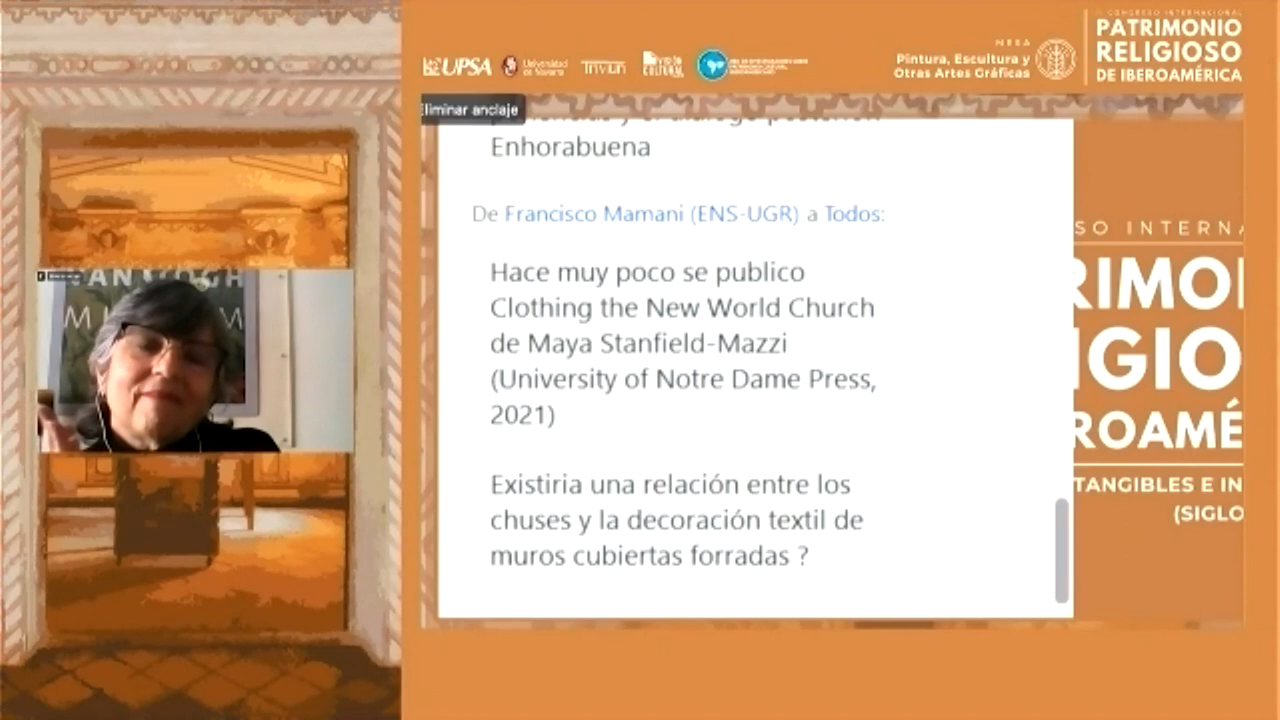 CONGRESO INTERNACIONAL
PATRIMONIO
RELIGIOSO
DE IBEROAMÉRICA
MESA
Pintura, Escultura y
Otras Artes Gráficas
UPSA
Universidad
de Navarra
Eliminar anclaje
Enhorabuena
De Francisco Mamani (ENS-UGR) a Todos:
Hace muy poco se publico
Clothing the New World Church
de Maya Stanfield-Mazzi
(University of Notre Dame Press,
2021)
Existiria una relación entre los
chuses y la decoración textil de
muros cubiertas forradas ?
SO INTERNA
RIMO
IGIO
ROAMÉ
TANGIBLES E IN
(SIGLO